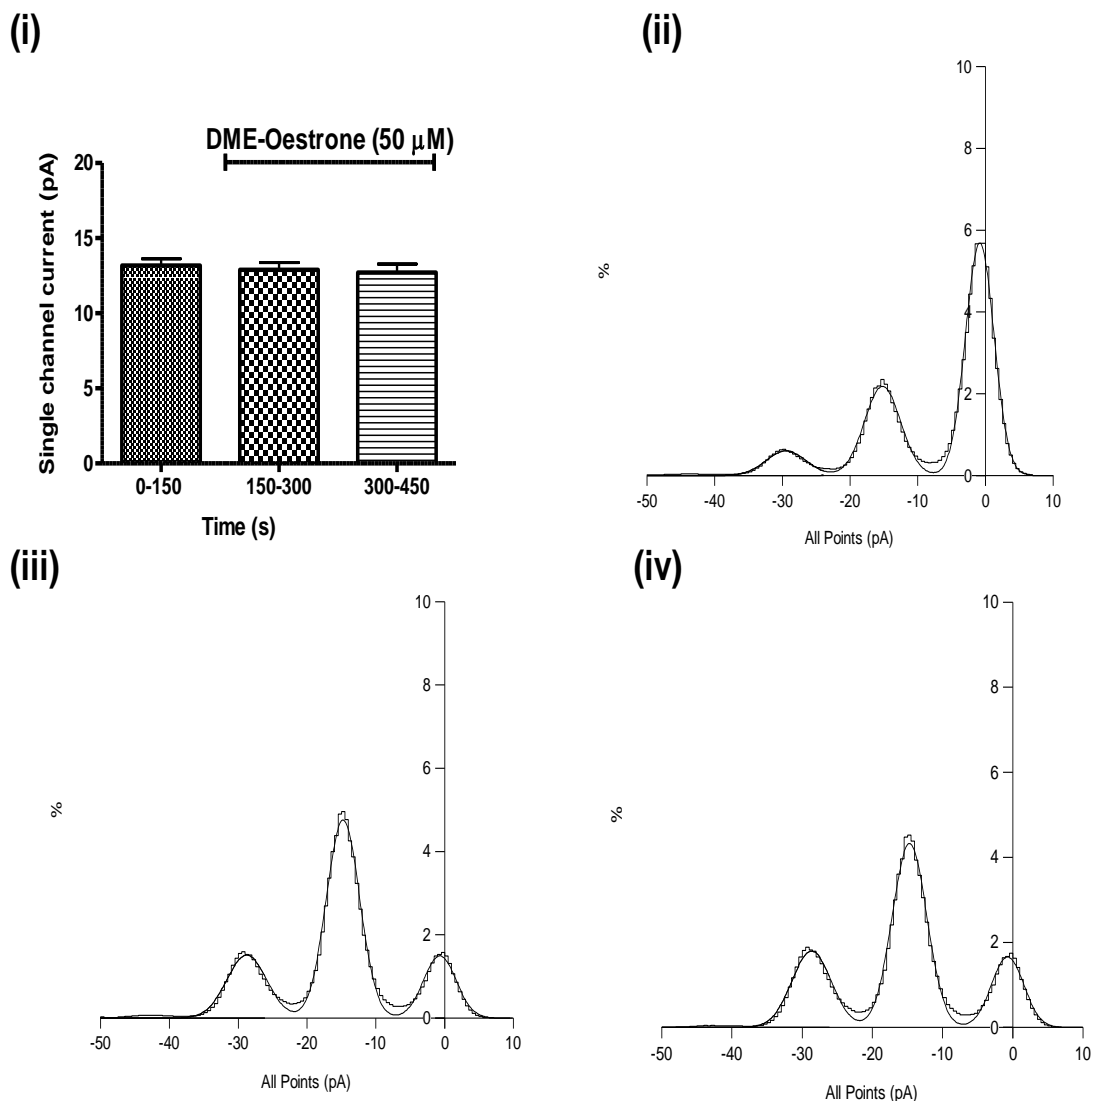 (i)
DME-Oestrone (50 μM)
Single channel current (pA)
20
15
10
5
0
0-150 150-300 300-450
Time (s)
(ii)
%
10
8
6
4
2
0
-50 -40 -30 -20 -10 0 10
All Points (pA)
(iii)
%
10
8
6
4
2
0
-50 -40 -30 -20 -10 0 10
All Points (pA)
(iv)
%
10
8
6
4
2
0
-50 -40 -30 -20 -10 0 10
All Points (pA)